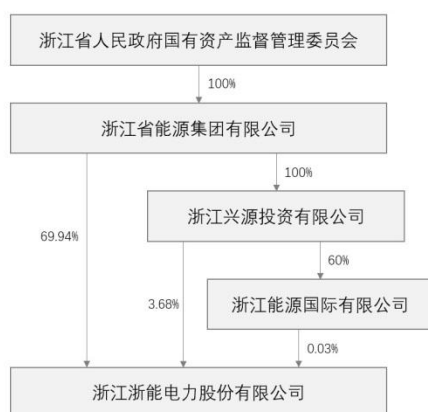 浙江省人民政府国有资产监督管理委员会
100%
浙江省能源集团有限公司
100%
浙江兴源投资有限公司
69.94%
60%
3.68%
浙江能源国际有限公司
0.03%
浙江浙能电力股份有限公司